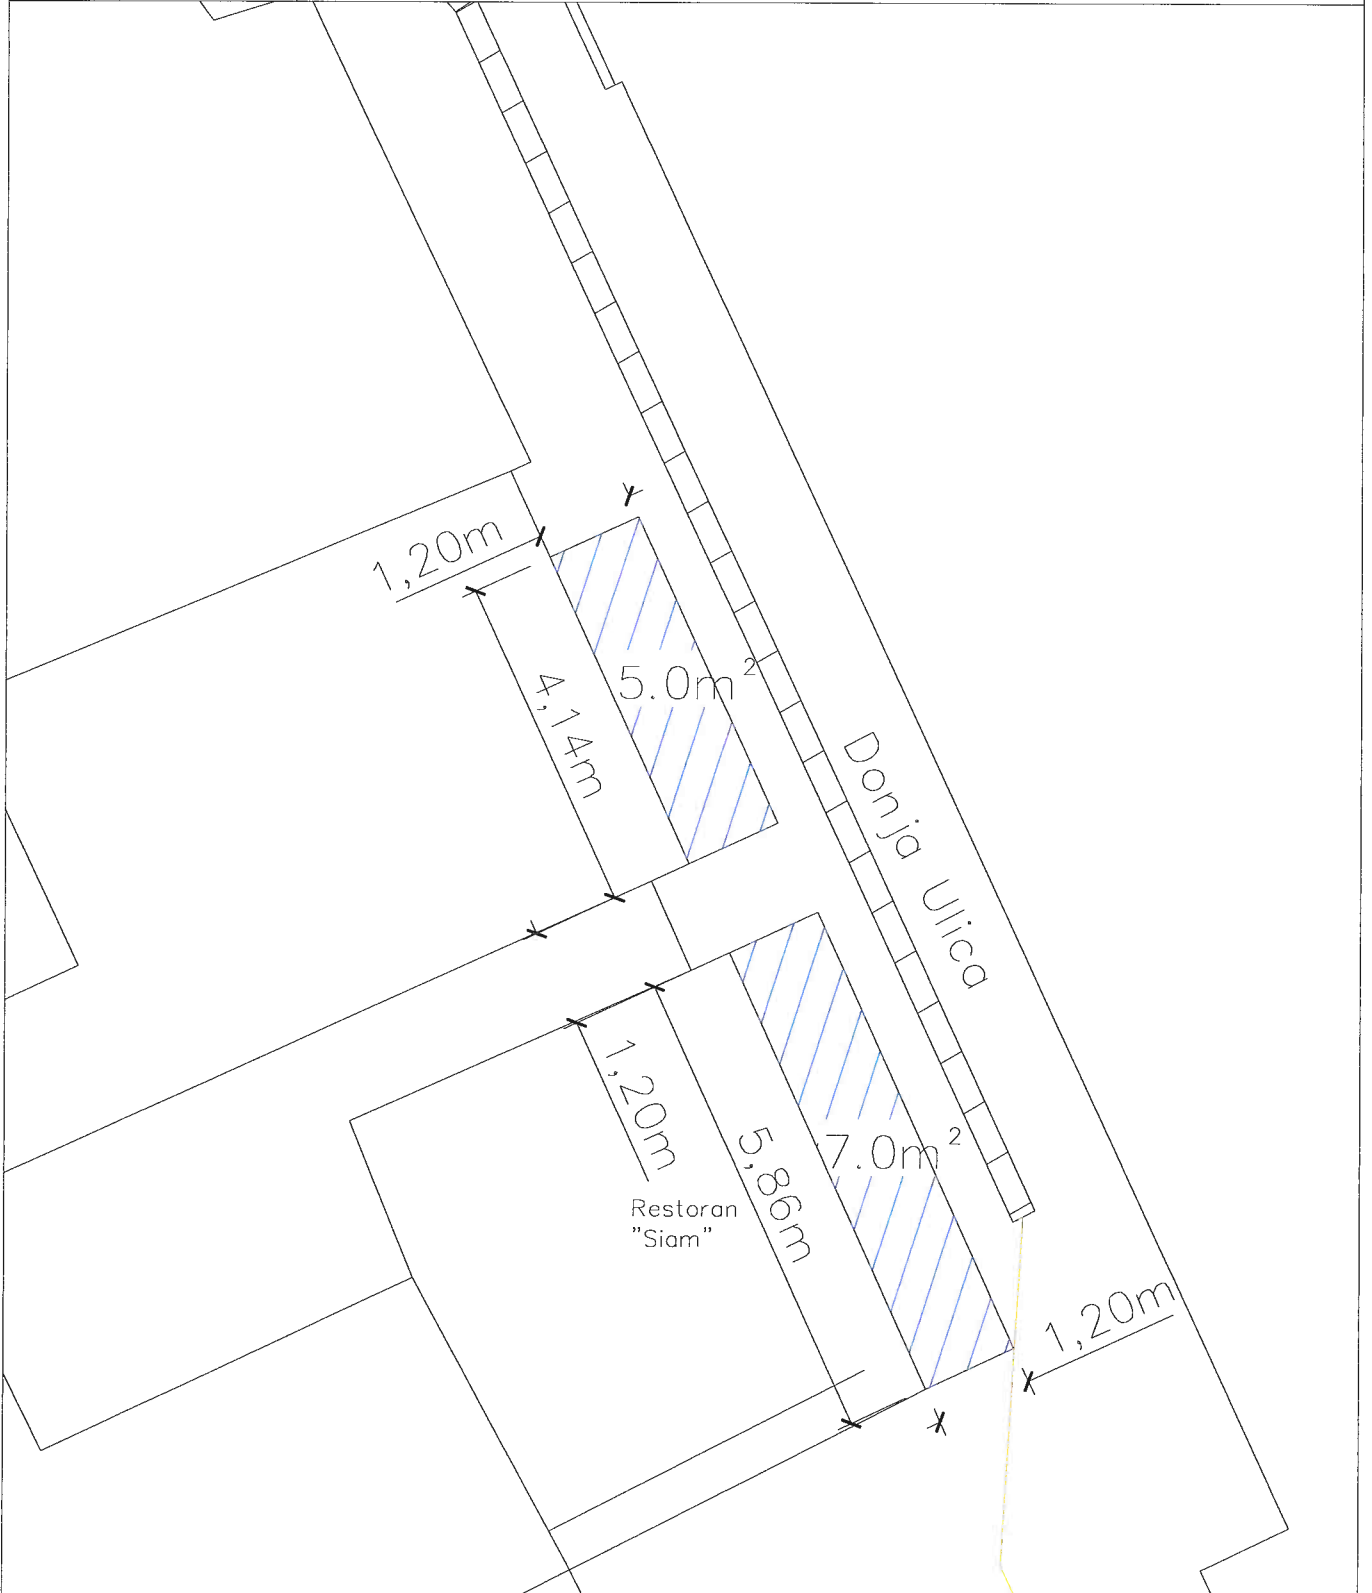 1,20m
4,14m
5.0m²
Donja Ulica
1,20m
5,86m
7.0m²
Restoran
"Siam"
1,20m